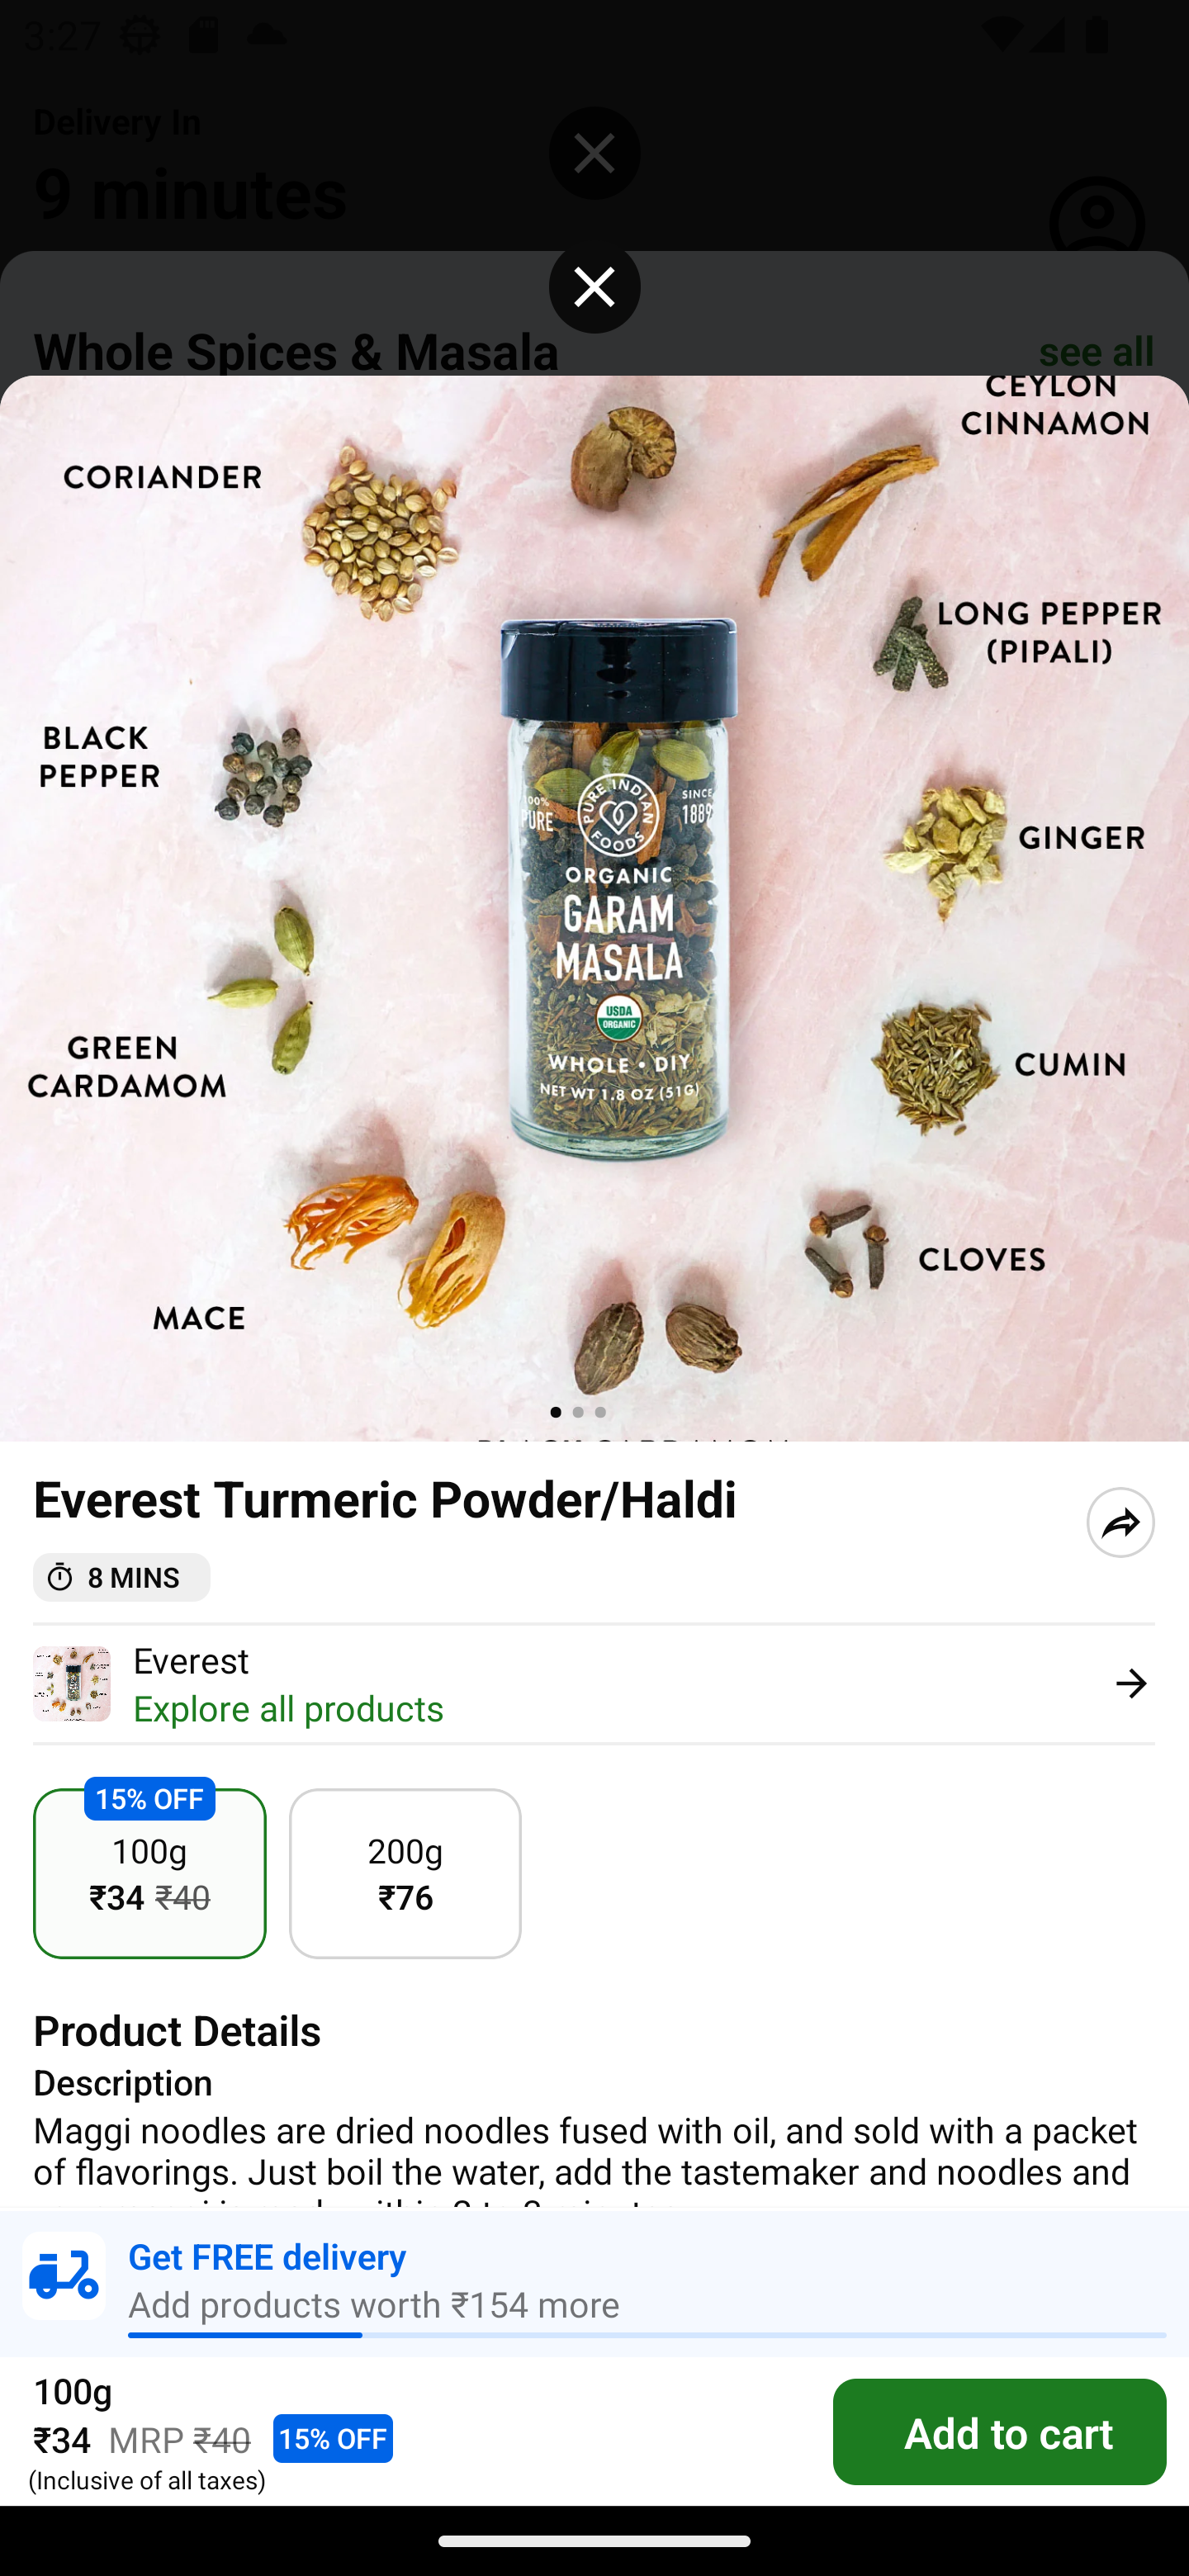 3:27
Delivery In
9 minutes
Whole Spices & Masala
see all
CEYLON
CINNAMON
CORIANDER
LONG PEPPER
(PIPALI)
BLACK
PEPPER
100%
PURE
PURE INDIAN
FOODS
SINCE
1889
GINGER
ORGANIC
GARAM
MASALA
USDA
ORGANIC
WHOLE • DIY
NET WT 1.8 OZ (51G)
GREEN
CARDAMOM
CUMIN
CLOVES
MACE
Everest Turmeric Powder/Haldi
8 MINS
Everest
Explore all products
15% OFF
100g
₹34 ₹40
200g
₹76
Product Details
Description
Maggi noodles are dried noodles fused with oil, and sold with a packet
of flavorings. Just boil the water, add the tastemaker and noodles and
Get FREE delivery
Add products worth ₹154 more
100g
₹34 MRP ₹40 15% OFF
(Inclusive of all taxes)
Add to cart